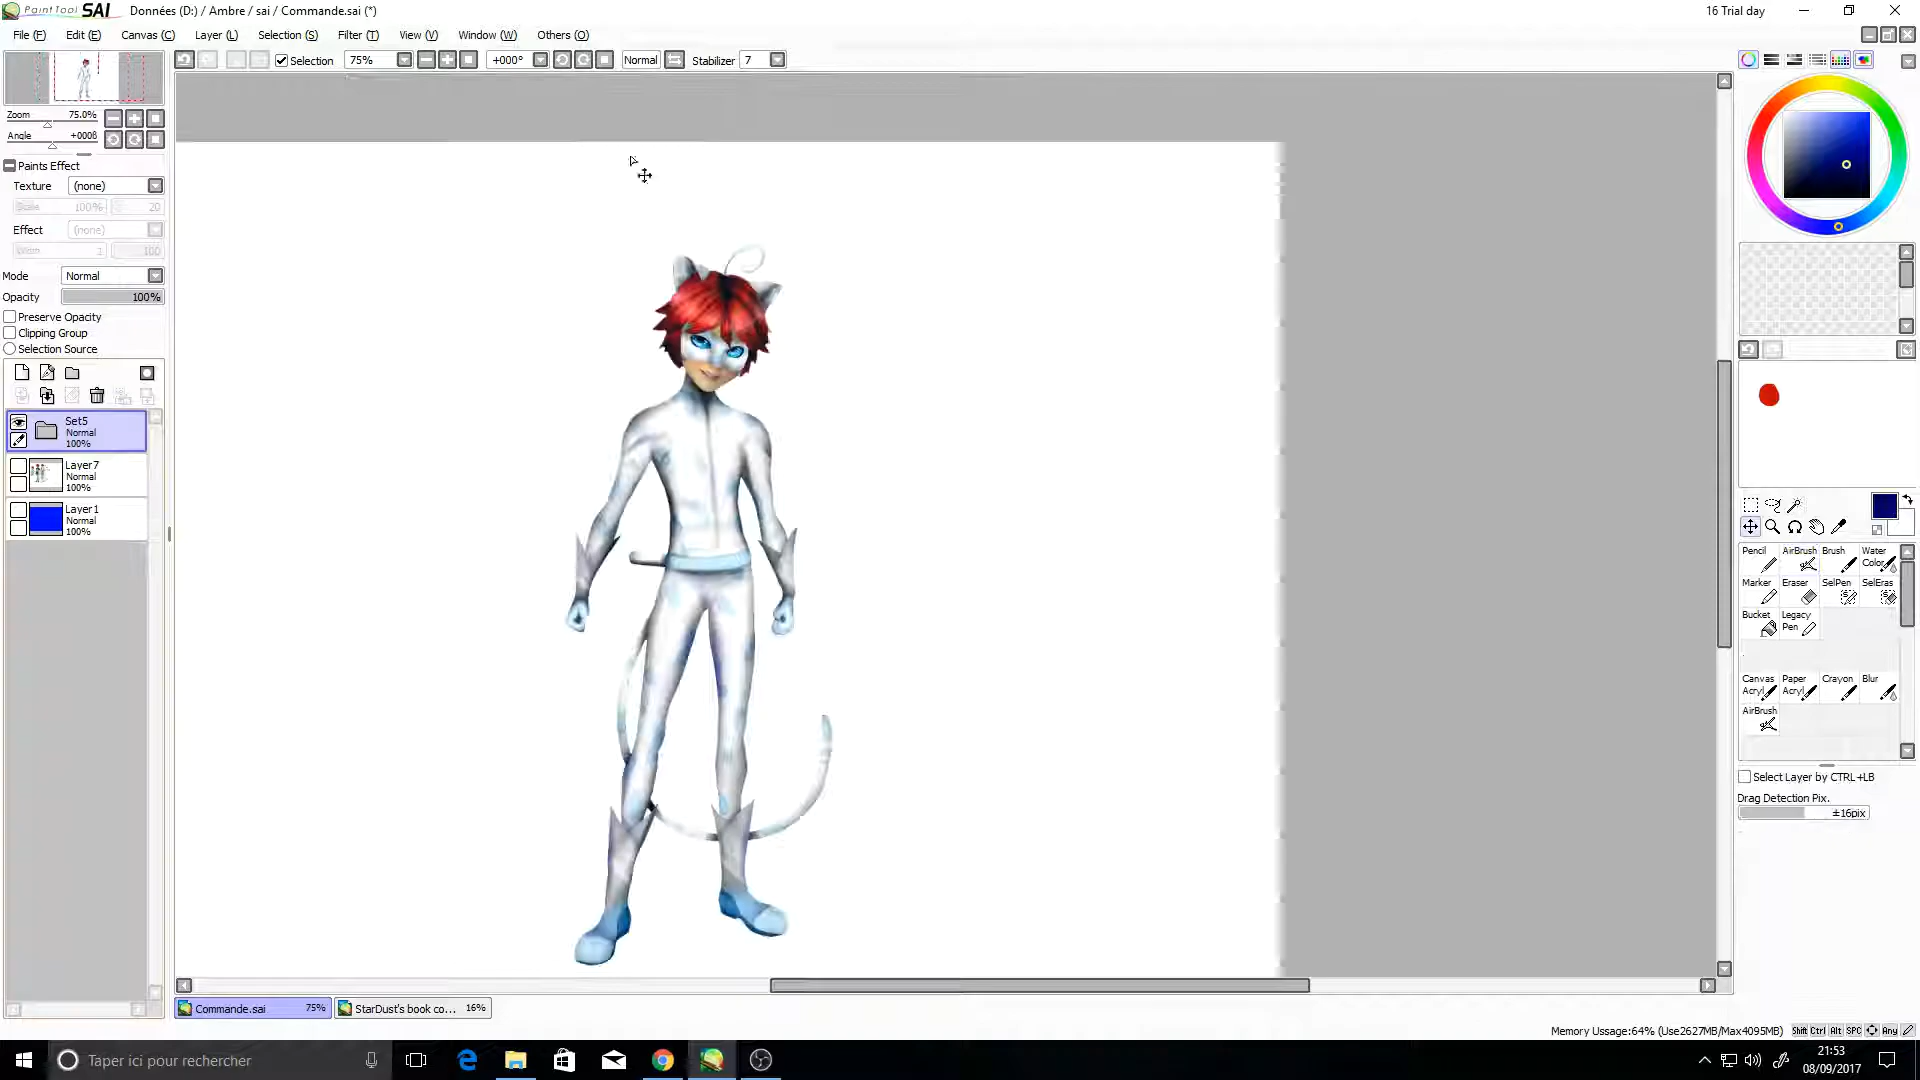 PaintTool SAI Données (D:) / Ambre / sai / Commande.sai (*) 16 Trial day
File (F) Edit (E) Canvas (C) Layer (L) Selection (S) Filter (T) View (V) Window (W) Others (O)
Selection 75% +000° Normal Stabilizer 7
Zoom 75.0%
Angle +000ß
Paints Effect
Texture (none)
Scale 100% 20
Effect (none)
Width 1 100
Mode Normal
Opacity 100%
Preserve Opacity
Clipping Group
Selection Source
Set5
Normal
100%
Layer7
Normal
100%
Layer1
Normal
100%
Pencil AirBrush Brush Water Color
Marker Eraser SelPen SelEras
Bucket Legacy Pen
Canvas Acryl Paper Acryl Crayon Blur
AirBrush
Select Layer by CTRL+LB
Drag Detection Pix.
±16pix
Commande.sai 75% StarDust's book co... 16%
Memory Ussage:64% (Use2627MB/Max4095MB) Shift Ctrl Alt SPC Any
Taper ici pour rechercher
21:53
08/09/2017